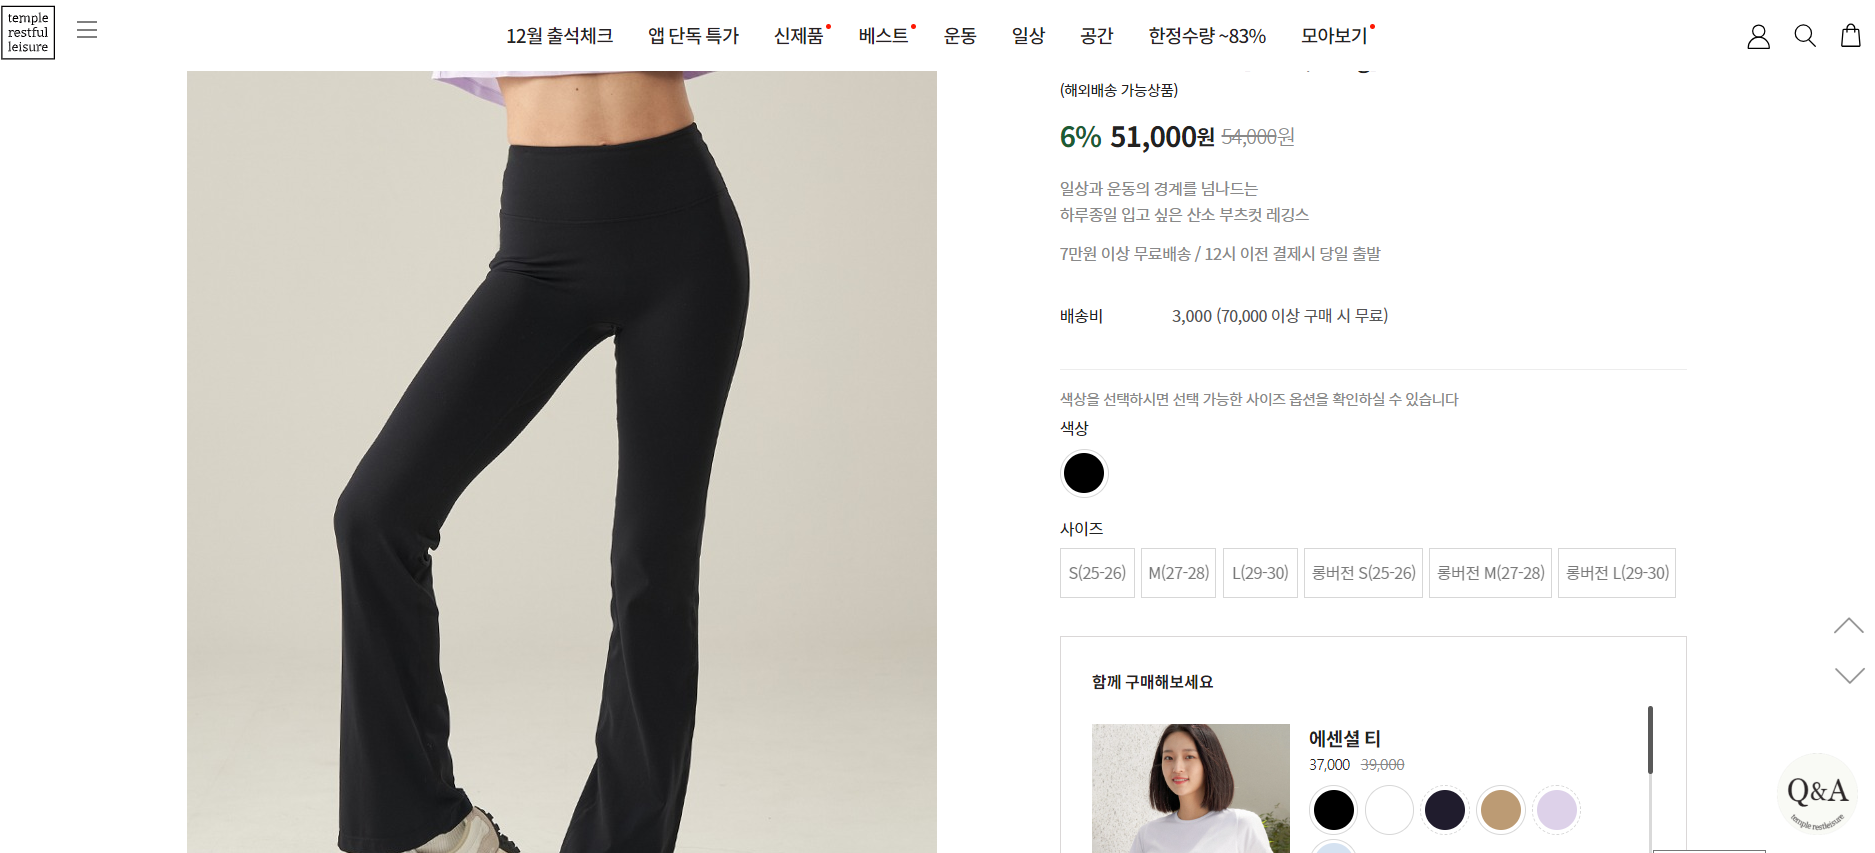 temple
restful
leisure
12월 출석체크 앱 단독 특가 신제품 베스트 운동 일상 공간 한정수량 ~83% 모아보기
(해외배송 가능상품)
6% 51,000원 54,000원
일상과 운동의 경계를 넘나드는
하루종일 입고 싶은 산소 부츠컷 레깅스
7만원 이상 무료배송 / 12시 이전 결제시 당일 출발
배송비 3,000 (70,000 이상 구매 시 무료)
색상을 선택하시면 선택 가능한 사이즈 옵션을 확인하실 수 있습니다
색상
사이즈
S(25-26) M(27-28) L(29-30) 롱버전 S(25-26) 롱버전 M(27-28) 롱버전 L(29-30)
함께 구매해보세요
에센셜 티
37,000 39,000
Q&A
temple restleisure